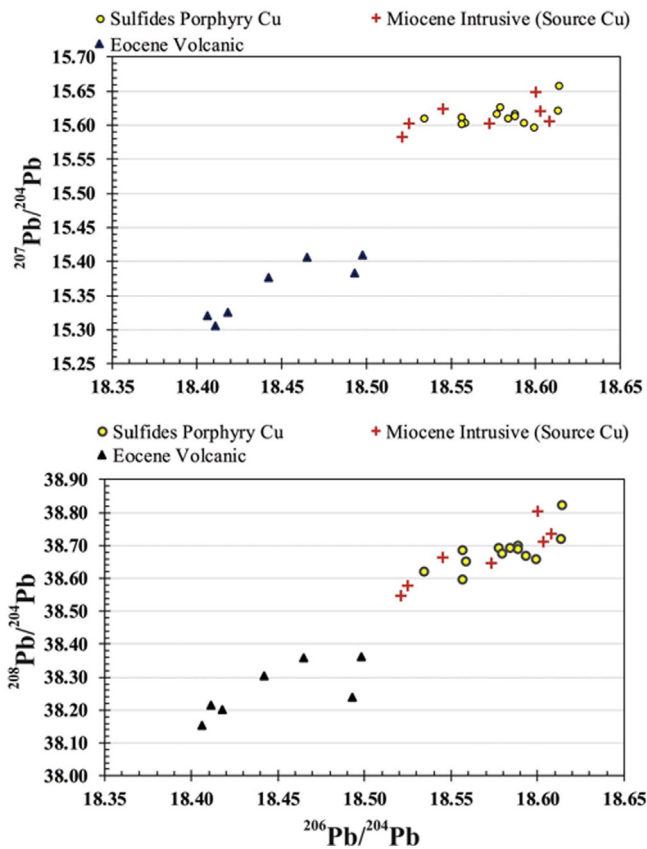 Sulfides Porphyry Cu Miocene Intrusive (Source Cu)
Eocene Volcanic
15.70
15.65
15.60
15.55
15.50
15.45
15.40
15.35
15.30
15.25
²⁰⁷Pb/²⁰⁴Pb
18.35 18.40 18.45 18.50 18.55 18.60 18.65
Sulfides Porphyry Cu Miocene Intrusive (Source Cu)
Eocene Volcanic
38.90
38.80
38.70
38.60
38.50
38.40
38.30
38.20
38.10
38.00
²⁰⁸Pb/²⁰⁴Pb
18.35 18.40 18.45 18.50 18.55 18.60 18.65
²⁰⁶Pb/²⁰⁴Pb